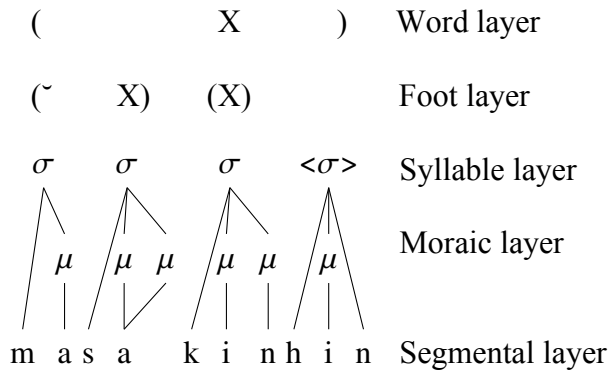 ( X ) Word layer
(˘ X) (X) Foot layer
σ σ σ <σ> Syllable layer
μ μ μ μ μ μ Moraic layer
m a s a k i n h i n Segmental layer